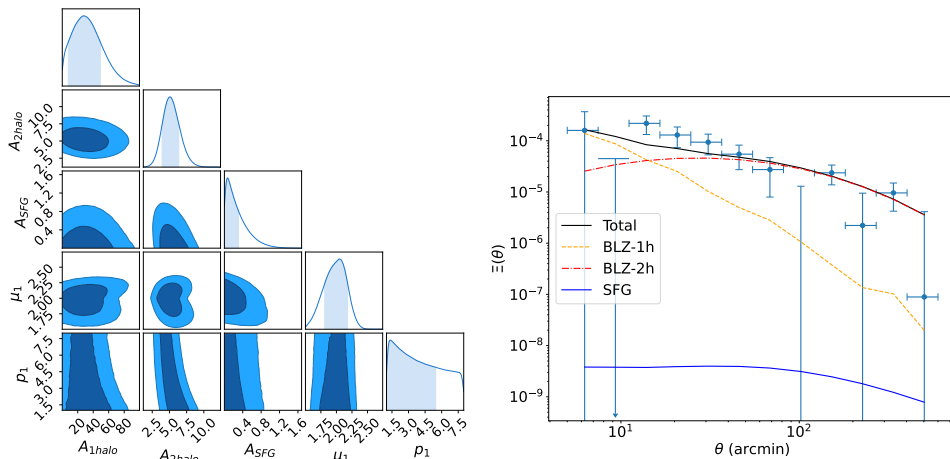 A_{2halo}
10.0
7.5
5.0
2.5
A_{SFG}
1.6
1.2
0.8
0.4
μ_1
2.50
2.25
2.00
1.75
p_1
7.5
6.0
4.5
3.0
1.5
20 40 60 80
A_{1halo}
2.5 5.0 7.5 10.0
A_{2halo}
0.4 0.8 1.2 1.6
A_{SFG}
1.75 2.00 2.25 2.50
μ_1
1.5 3.0 4.5 6.0 7.5
p_1
Ξ(θ)
10^{-4}
10^{-5}
10^{-6}
10^{-7}
10^{-8}
10^{-9}
Total
BLZ-1h
BLZ-2h
SFG
10^1 10^2
θ (arcmin)